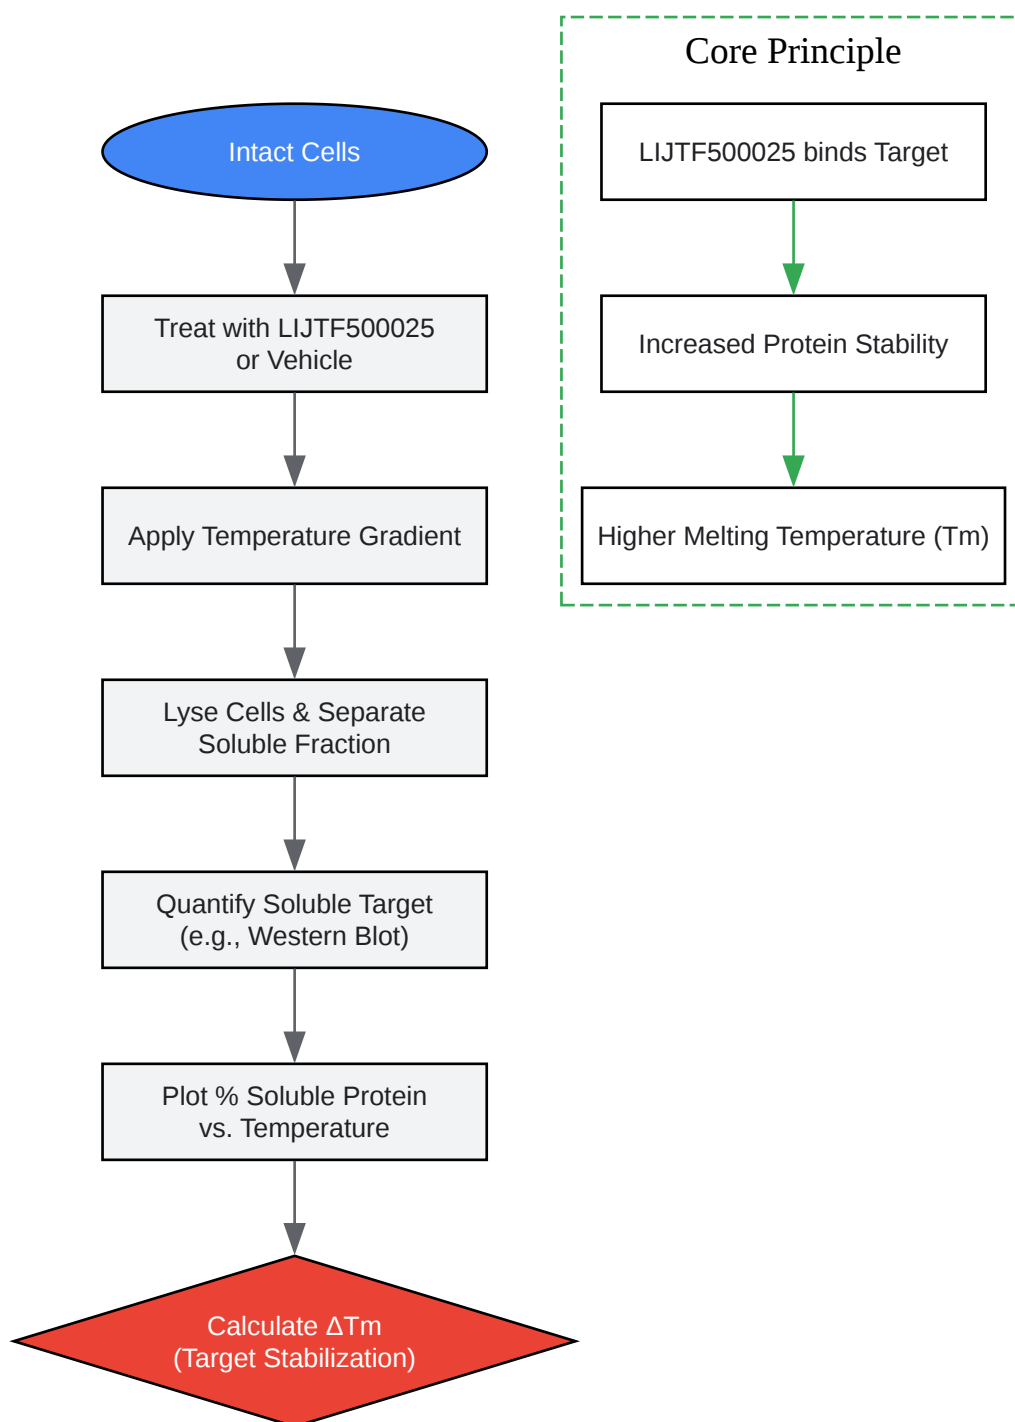 Intact Cells
Treat with LIJTF500025
or Vehicle
Apply Temperature Gradient
Lyse Cells & Separate
Soluble Fraction
Quantify Soluble Target
(e.g., Western Blot)
Plot % Soluble Protein
vs. Temperature
Calculate ΔTm
(Target Stabilization)
Core Principle
LIJTF500025 binds Target
Increased Protein Stability
Higher Melting Temperature (Tm)